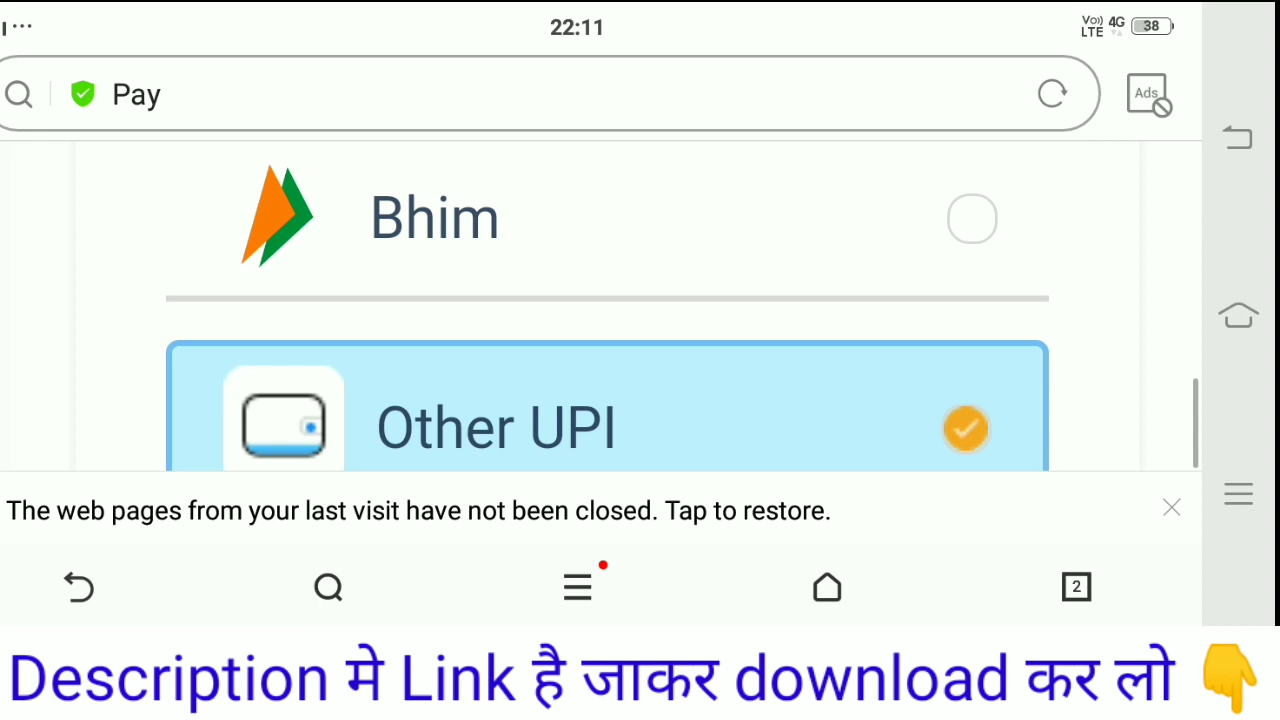 22:11
Vo)) LTE 4G 38
Pay
Ads
Bhim
Other UPI
The web pages from your last visit have not been closed. Tap to restore.
2
Description मे Link है जाकर download कर लो 👇